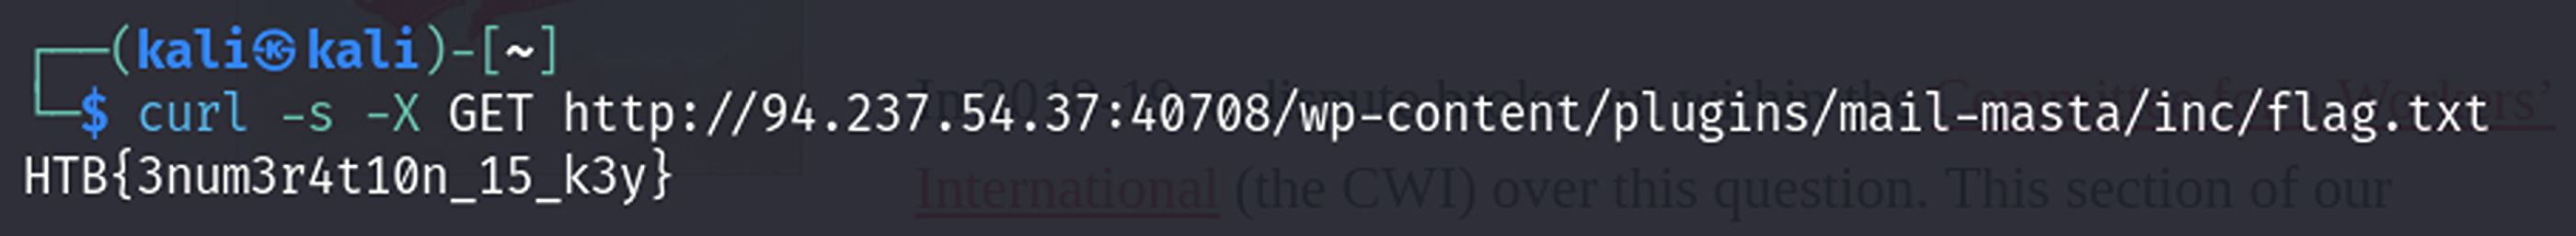 ┌──(kali㉿kali)-[~]
└─$ curl -s -X GET http://94.237.54.37:40708/wp-content/plugins/mail-masta/inc/flag.txt
HTB{3num3r4t10n_15_k3y}
In 2018-19 a dispute broke out within the Committee for a Workers’
International (the CWI) over this question. This section of our